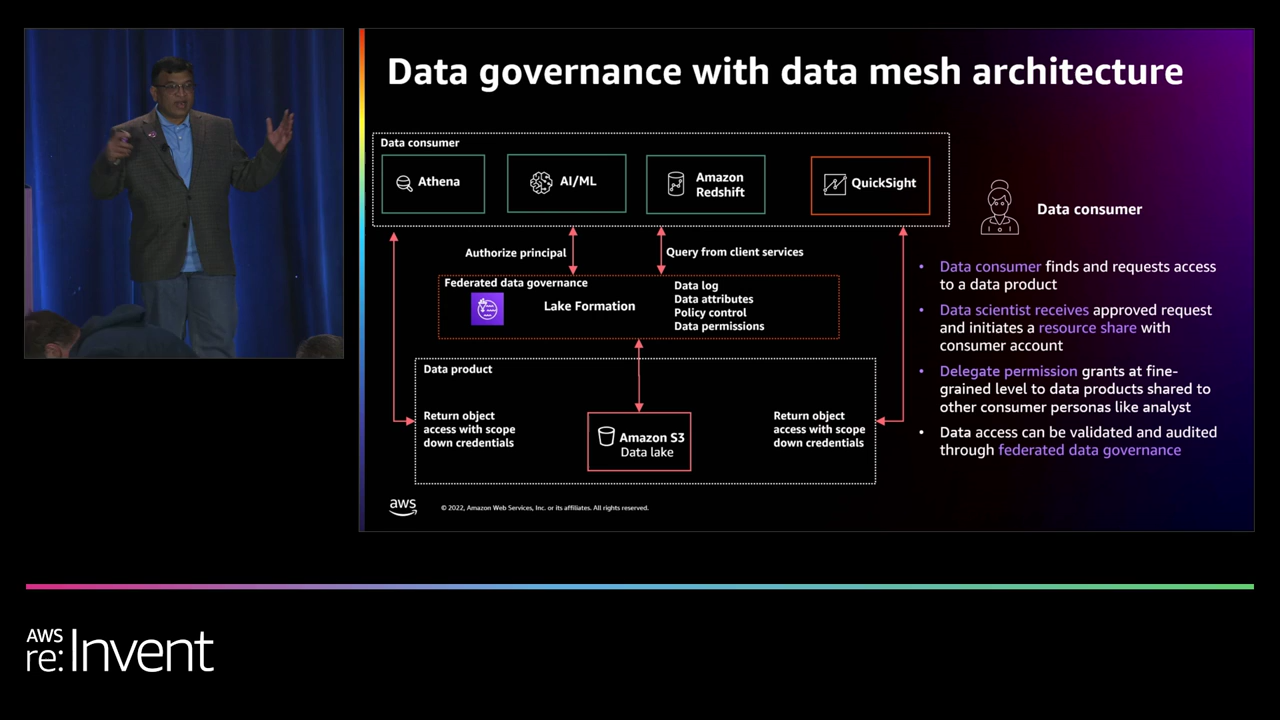 Data governance with data mesh architecture
Data consumer
Athena
AI/ML
Amazon
Redshift
QuickSight
Authorize principal
Query from client services
Federated data governance
Lake Formation
Data log
Data attributes
Policy control
Data permissions
Data product
Return object
access with scope
down credentials
Amazon S3
Data lake
Return object
access with scope
down credentials
Data consumer
• Data consumer finds and requests access
to a data product
• Data scientist receives approved request
and initiates a resource share with
consumer account
• Delegate permission grants at fine-
grained level to data products shared to
other consumer personas like analyst
• Data access can be validated and audited
through federated data governance
aws
© 2022, Amazon Web Services, Inc. or its affiliates. All rights reserved.
AWS
re:Invent